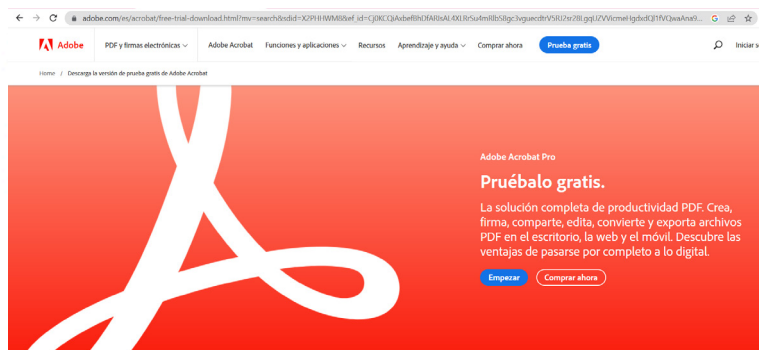 adobe.com/es/acrobat/free-trial-download.html?mv=search&sdid=XZPHHWM8&ef_id=
Adobe PDF y firmas electrónicas Adobe Acrobat Funciones y aplicaciones Recursos Aprendizaje y ayuda Comprar ahora Prueba gratis Iniciar se
Home / Descarga la versión de prueba gratis de Adobe Acrobat
Adobe Acrobat Pro
Pruébalo gratis.
La solución completa de productividad PDF. Crea,
firma, comparte, edita, convierte y exporta archivos
PDF en el escritorio, la web y el móvil. Descubre las
ventajas de pasarse por completo a lo digital.
Empezar Comprar ahora